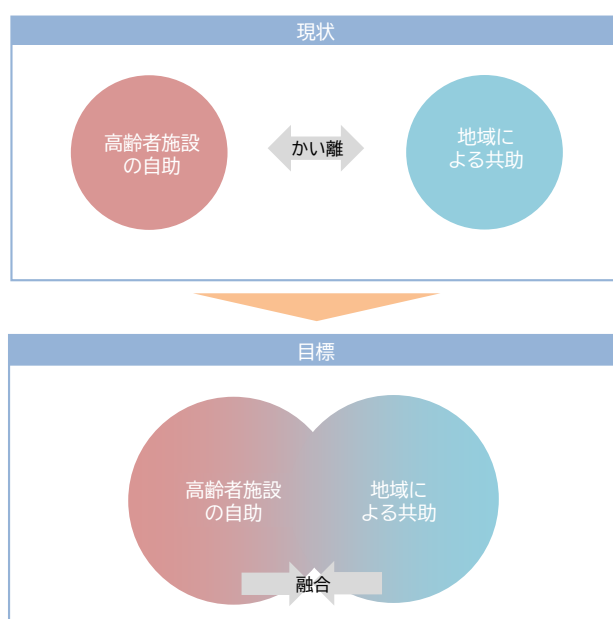 現状
高齢者施設
の自助
かい離
地域に
よる共助
目標
高齢者施設
の自助
地域に
よる共助
融合